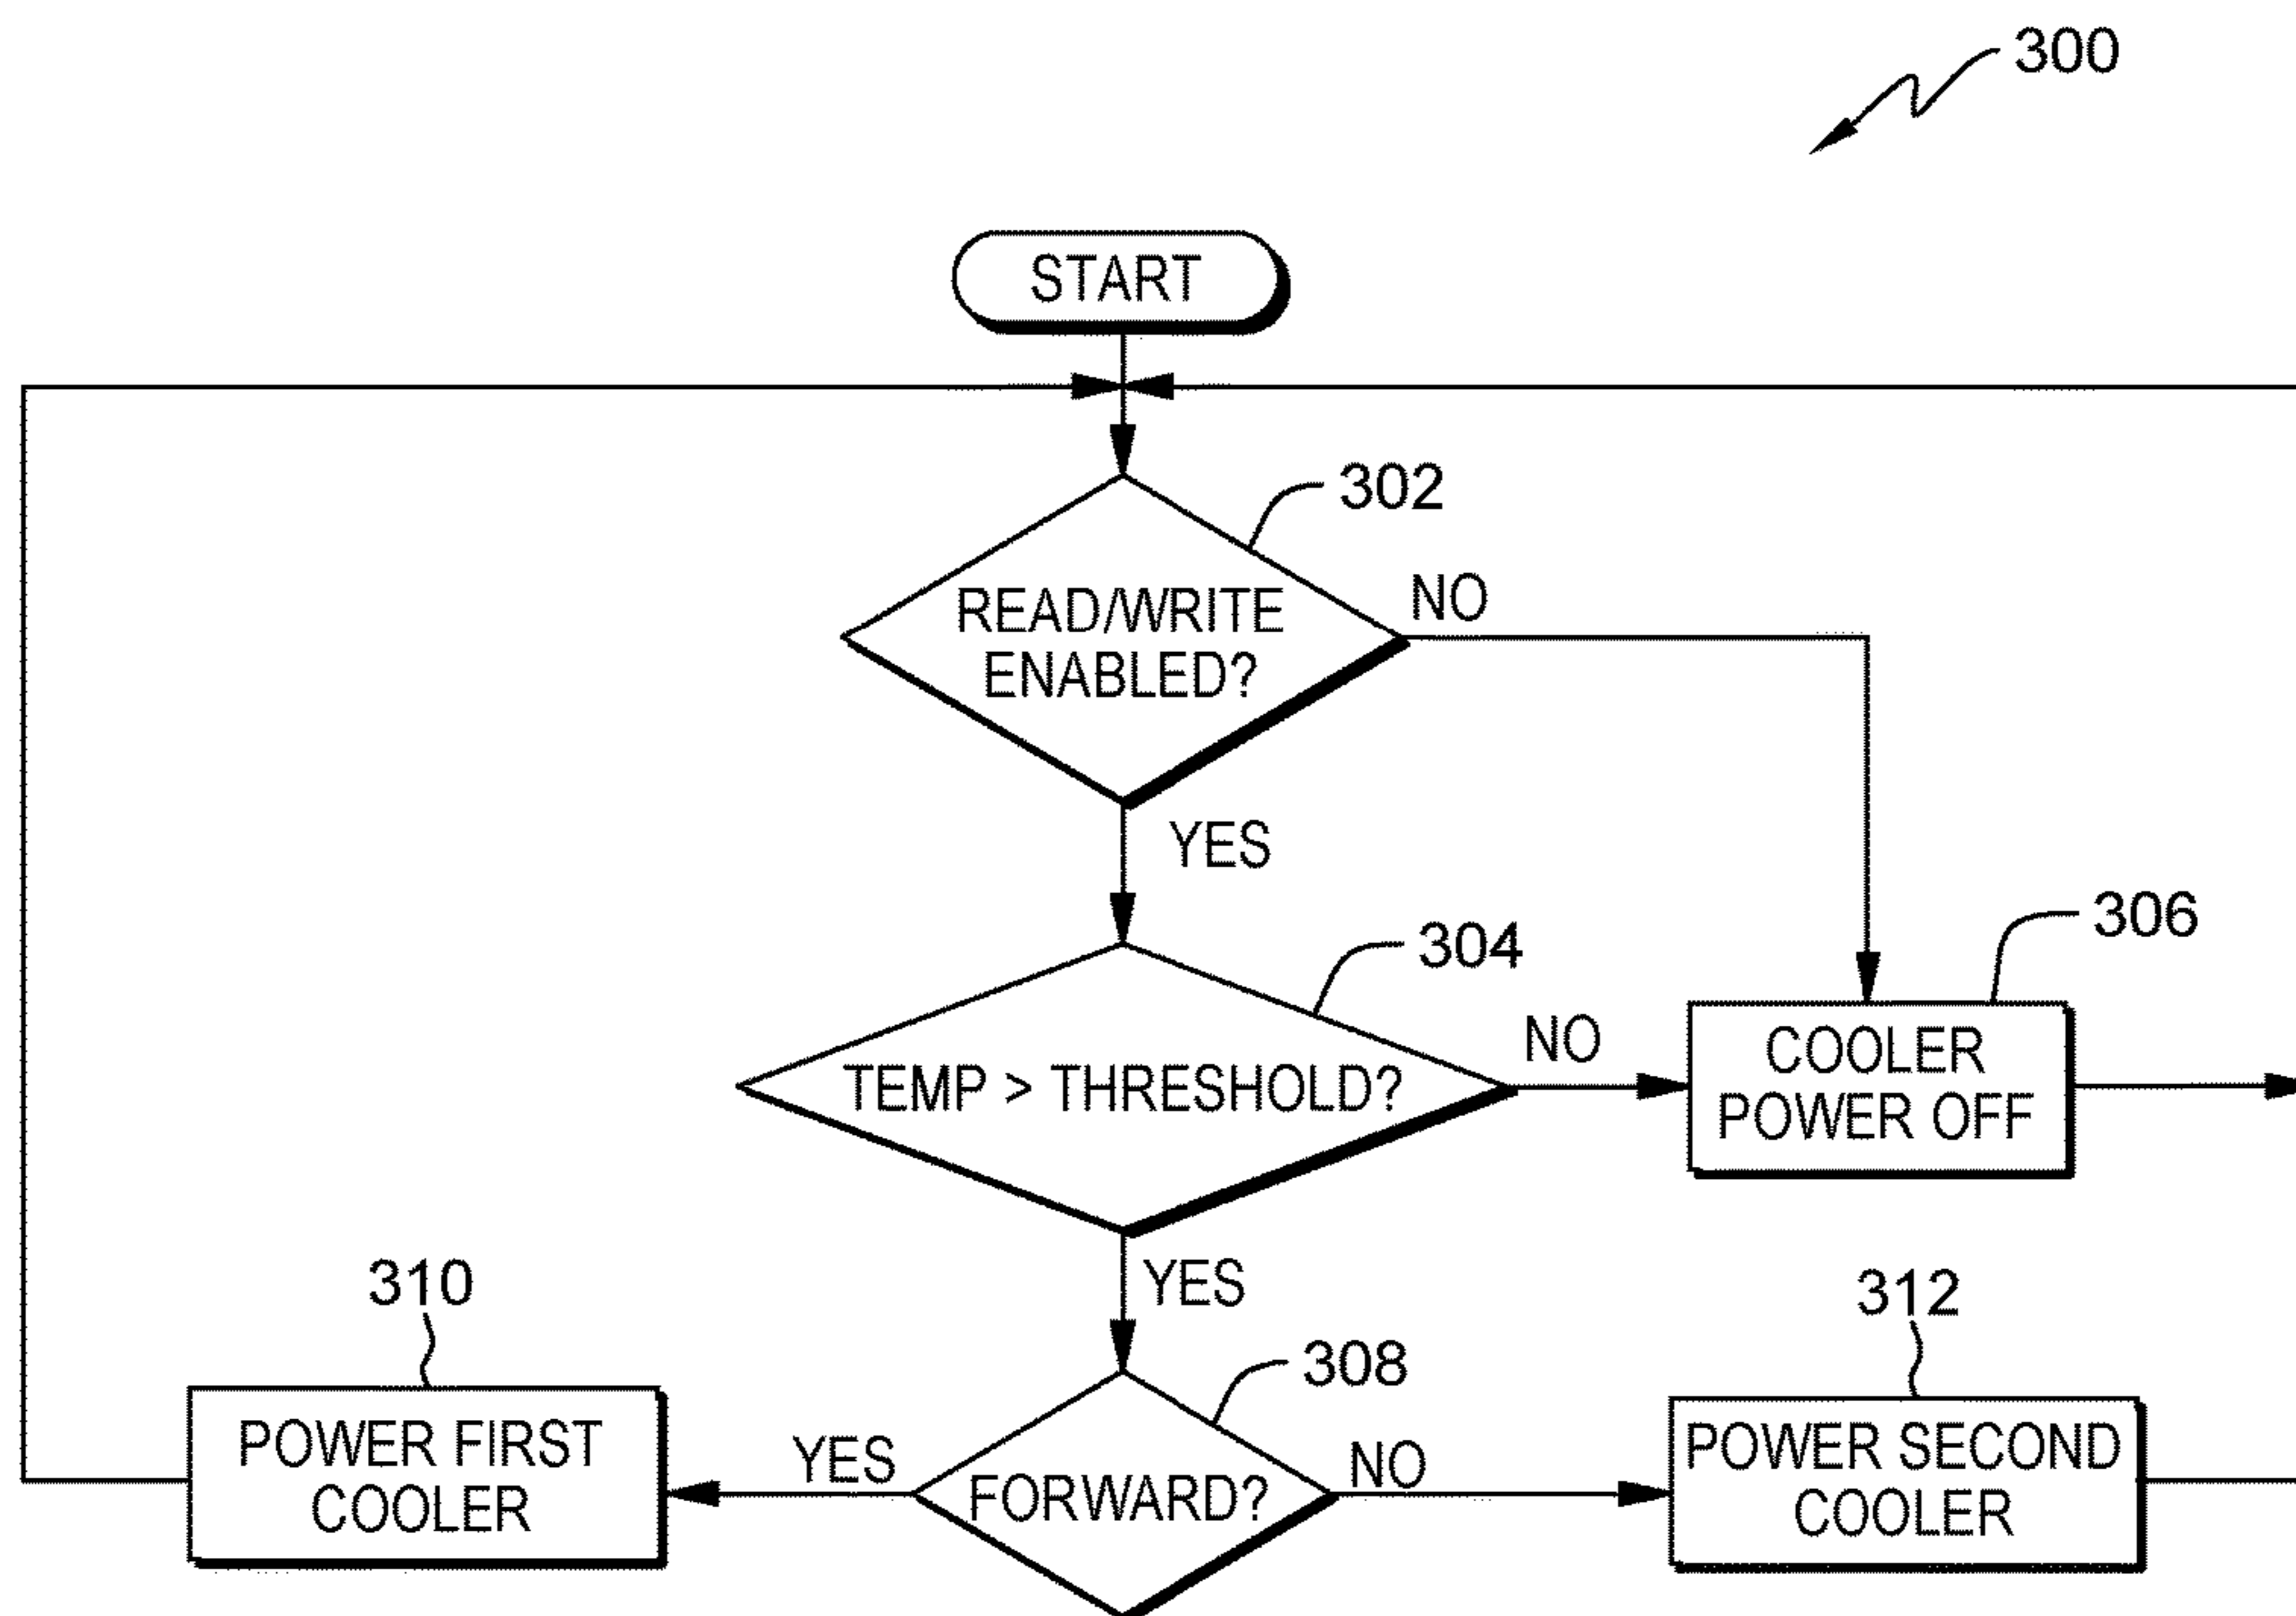 300
START
302
READ/WRITE
ENABLED?
NO
YES
304
306
TEMP > THRESHOLD?
NO
COOLER
POWER OFF
YES
310
312
308
POWER FIRST
COOLER
YES
FORWARD?
NO
POWER SECOND
COOLER